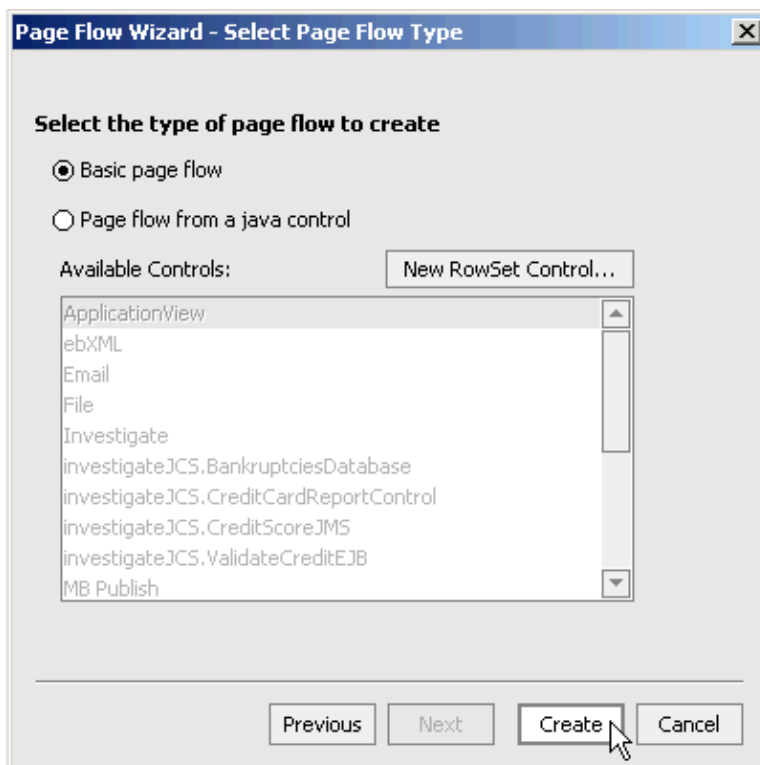 Page Flow Wizard - Select Page Flow Type
Select the type of page flow to create
Basic page flow
Page flow from a java control
Available Controls:
New RowSet Control...
ApplicationView
ebXML
Email
File
Investigate
investigateJCS.BankruptciesDatabase
investigateJCS.CreditCardReportControl
investigateJCS.CreditScoreJMS
investigateJCS.ValidateCreditEJB
MB Publish
Previous
Next
Create
Cancel